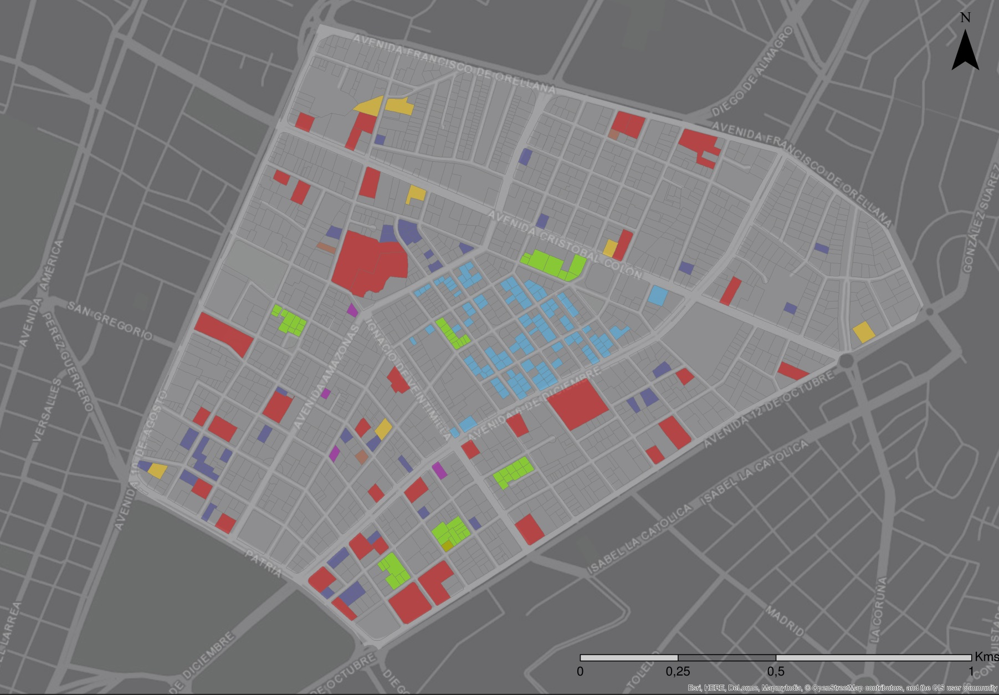 N
AVENIDA FRANCISCO DE ORELLANA
DIEGO DE ALMAGRO
AVENIDA FRANCISCO DE ORELLANA
GONZÁLEZ SUAREZ
AVENIDA CRISTOBAL COLON
AVENIDA AMÉRICA
SAN GREGORIO
PEREZ GUERRERO
VERSALLES
AVENIDA AMAZONAS
IGNACIO DE VEINTIMILLA
AVENIDA 6 DE DICIEMBRE
AVENIDA 12 DE OCTUBRE
AVENIDA 10 DE AGOSTO
ISABEL LA CATOLICA
ISABEL LA CATOLICA
PATRIA
MADRID
LA CORUÑA
TOLEDO
LARREA
DE DICIEMBRE
DE OCTUBRE
DIEGO
Kms
0 0,25 0,5 1
Esri, HERE, DeLorme, MapmyIndia, © OpenStreetMap contributors, and the GIS user community